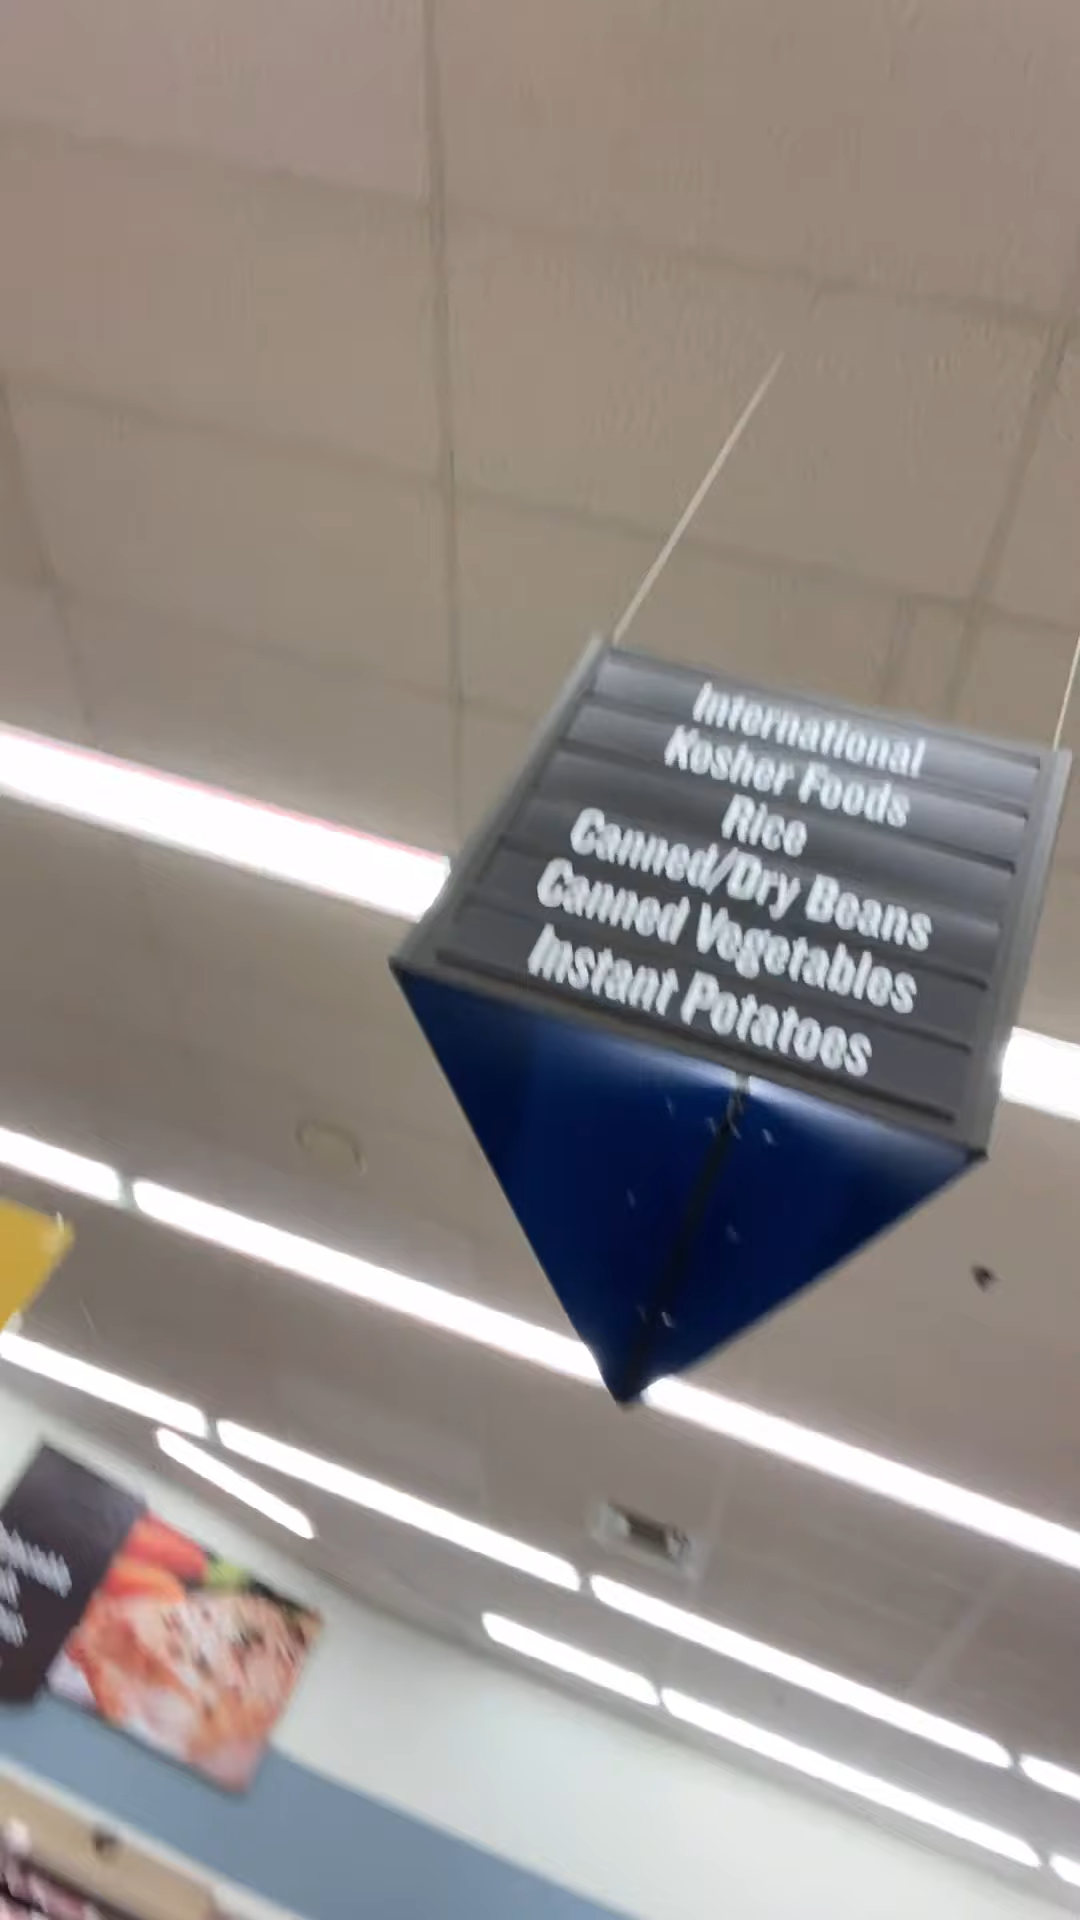 International
Kosher Foods
Rice
Canned/Dry Beans
Canned Vegetables
Instant Potatoes